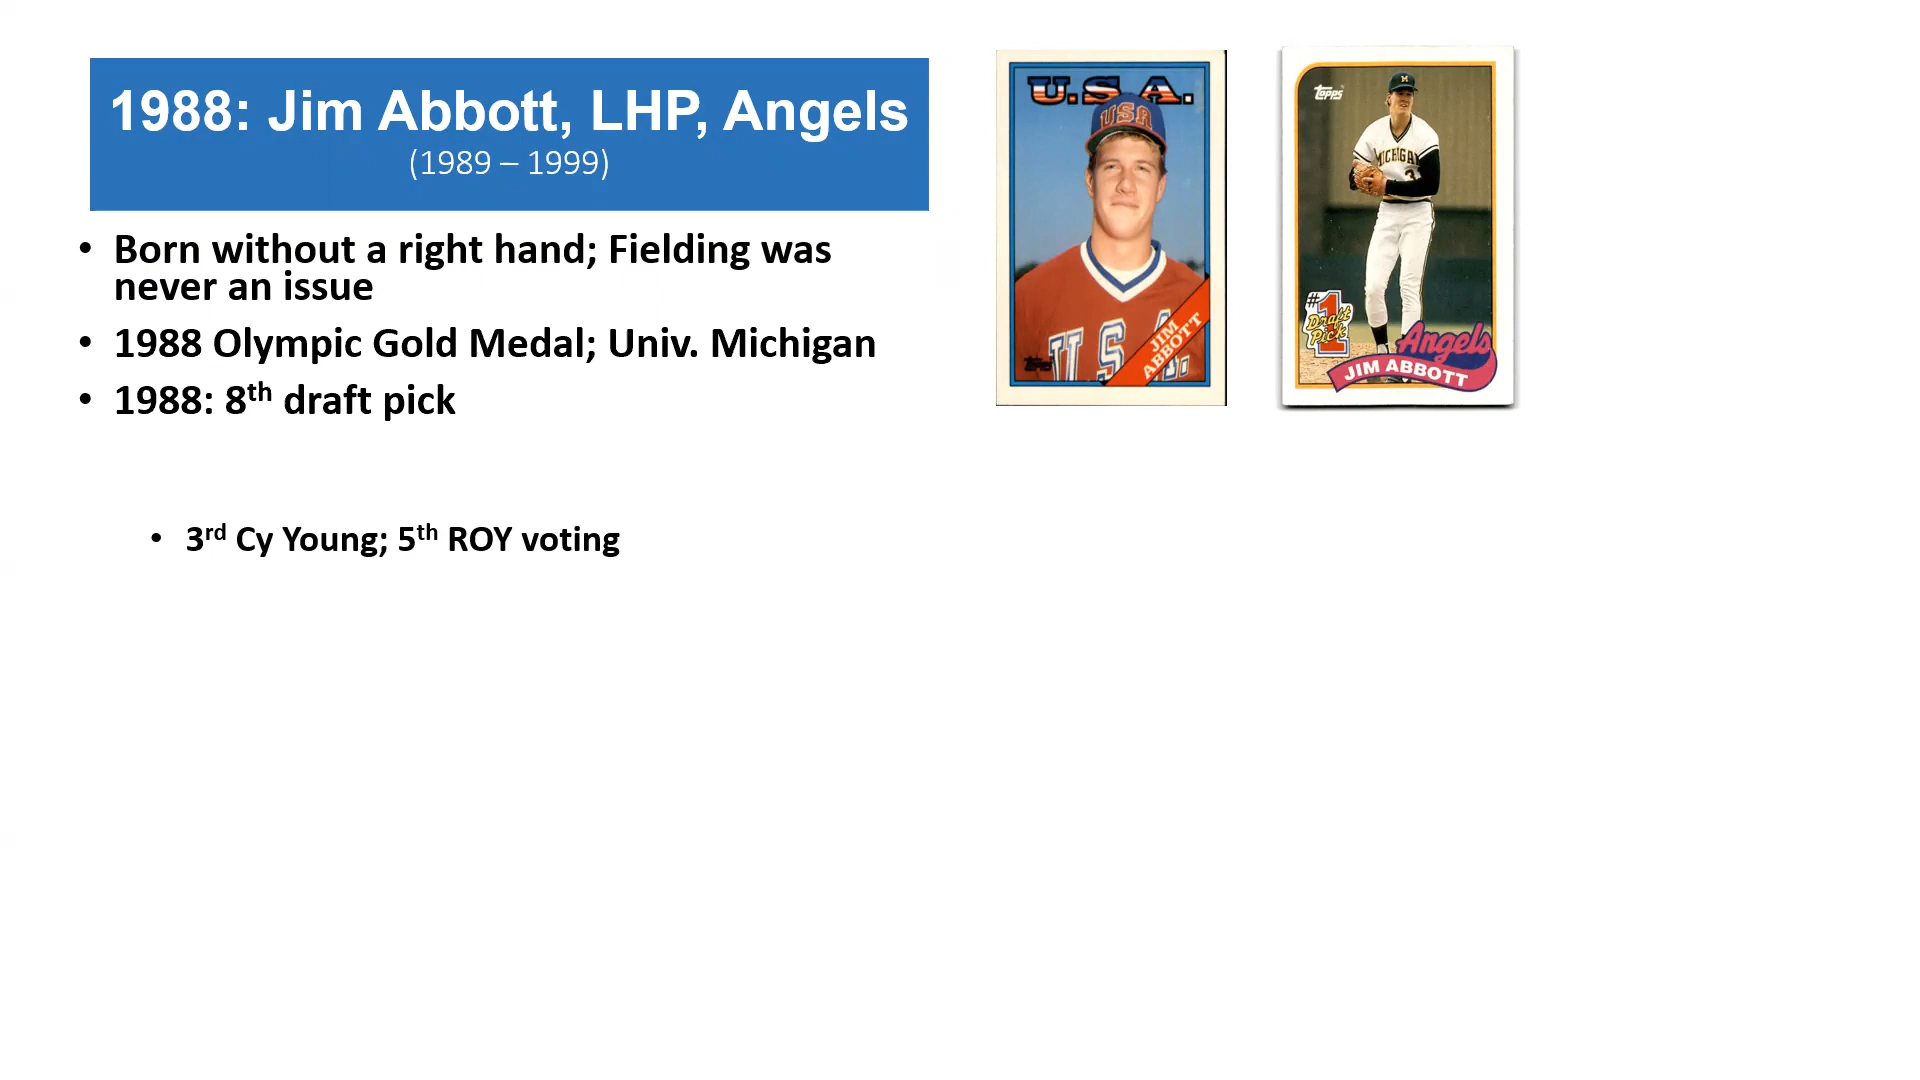 1988: Jim Abbott, LHP, Angels
(1989 – 1999)
• Born without a right hand; Fielding was
never an issue
• 1988 Olympic Gold Medal; Univ. Michigan
• 1988: 8th draft pick
• 3rd Cy Young; 5th ROY voting
U.S.A.
USA
U.S.A.
JIM
ABBOTT
Topps
Topps
M
MICHIGAN
3
#1
Draft
Pick
Angels
JIM ABBOTT